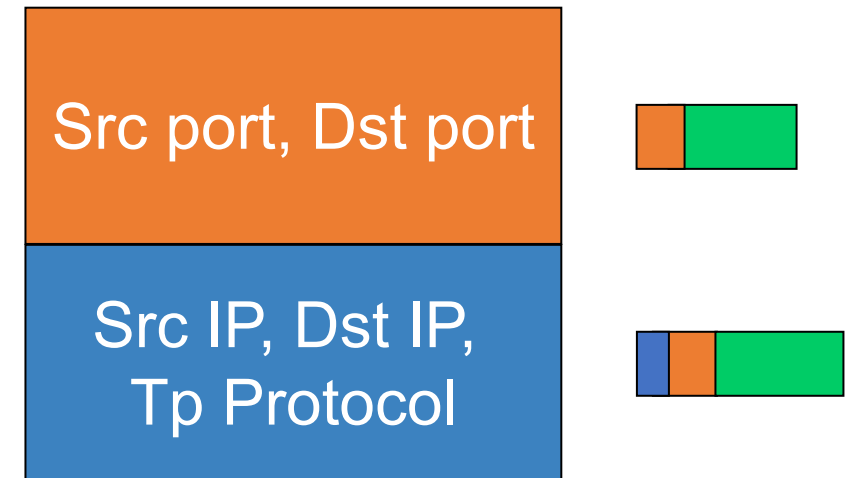 Src port, Dst port
Src IP, Dst IP,
Tp Protocol